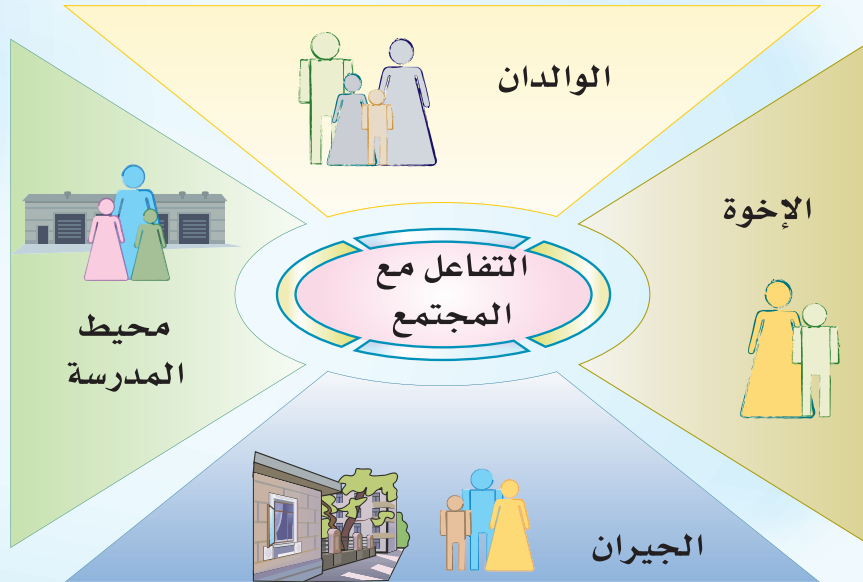 الوالدان
الإخوة
التفاعل مع
المجتمع
محيط
المدرسة
الجيران